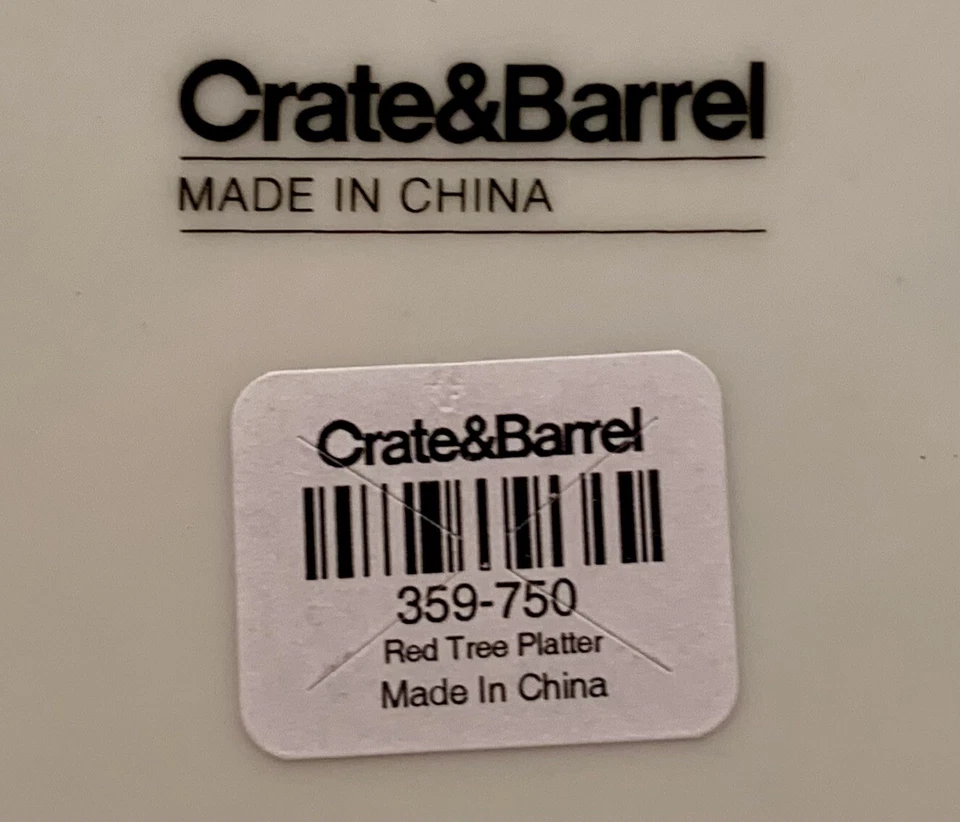 Crate&Barrel
MADE IN CHINA
Crate&Barrel
359-750
Red Tree Platter
Made In China